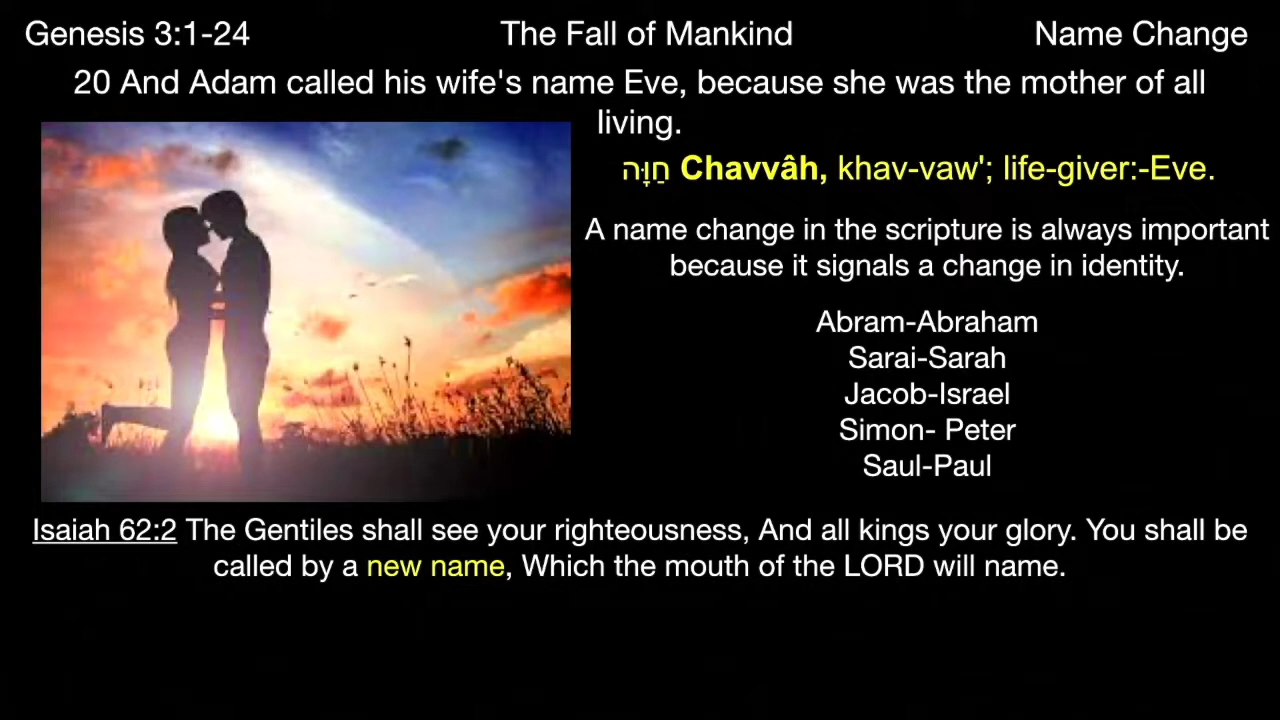 Genesis 3:1-24 The Fall of Mankind Name Change
20 And Adam called his wife's name Eve, because she was the mother of all
living.
חַוָּה Chavvâh, khav-vaw'; life-giver:-Eve.
A name change in the scripture is always important
because it signals a change in identity.
Abram-Abraham
Sarai-Sarah
Jacob-Israel
Simon- Peter
Saul-Paul
Isaiah 62:2 The Gentiles shall see your righteousness, And all kings your glory. You shall be
called by a new name, Which the mouth of the LORD will name.